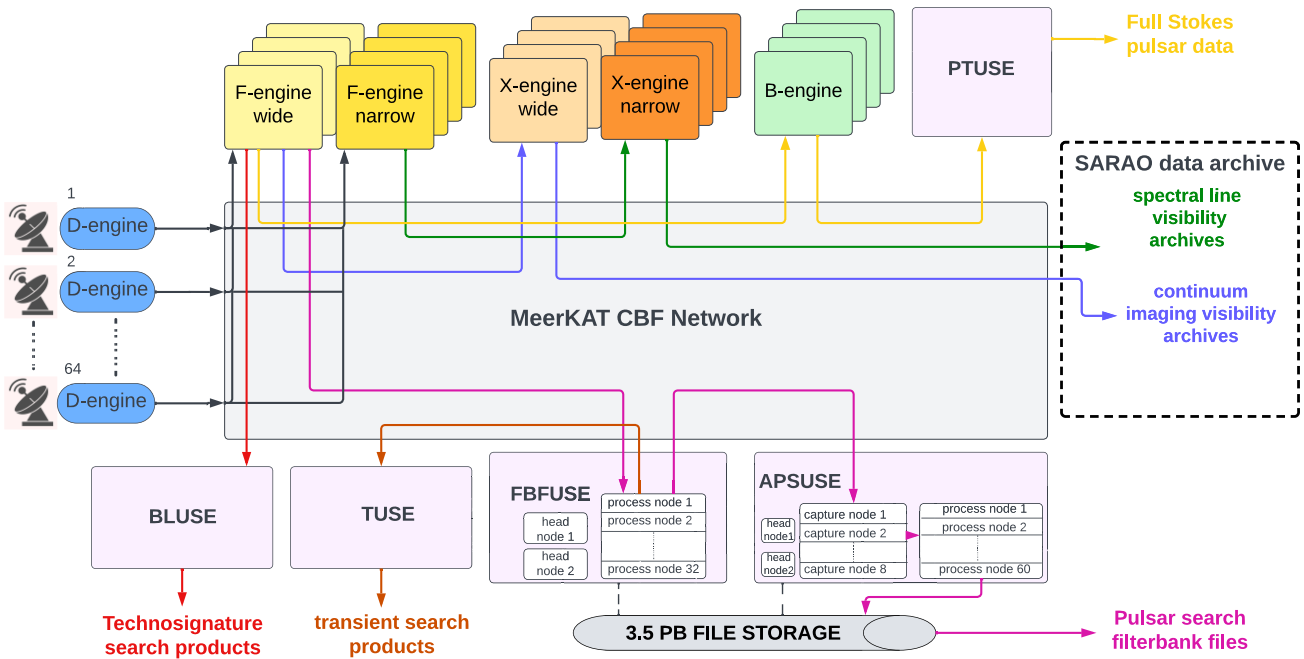 F-engine
wide
F-engine
narrow
X-engine
wide
X-engine
narrow
B-engine
PTUSE
Full Stokes
pulsar data
SARAO data archive
spectral line
visibility
archives
continuum
imaging visibility
archives
1
D-engine
2
D-engine
64
D-engine
MeerKAT CBF Network
BLUSE
TUSE
FBFUSE
head
node 1
head
node 2
process node 1
process node 2
process node 32
APSUSE
head
node1
head
node2
capture node 1
capture node 2
capture node 8
process node 1
process node 2
process node 60
Technosignature
search products
transient search
products
3.5 PB FILE STORAGE
Pulsar search
filterbank files